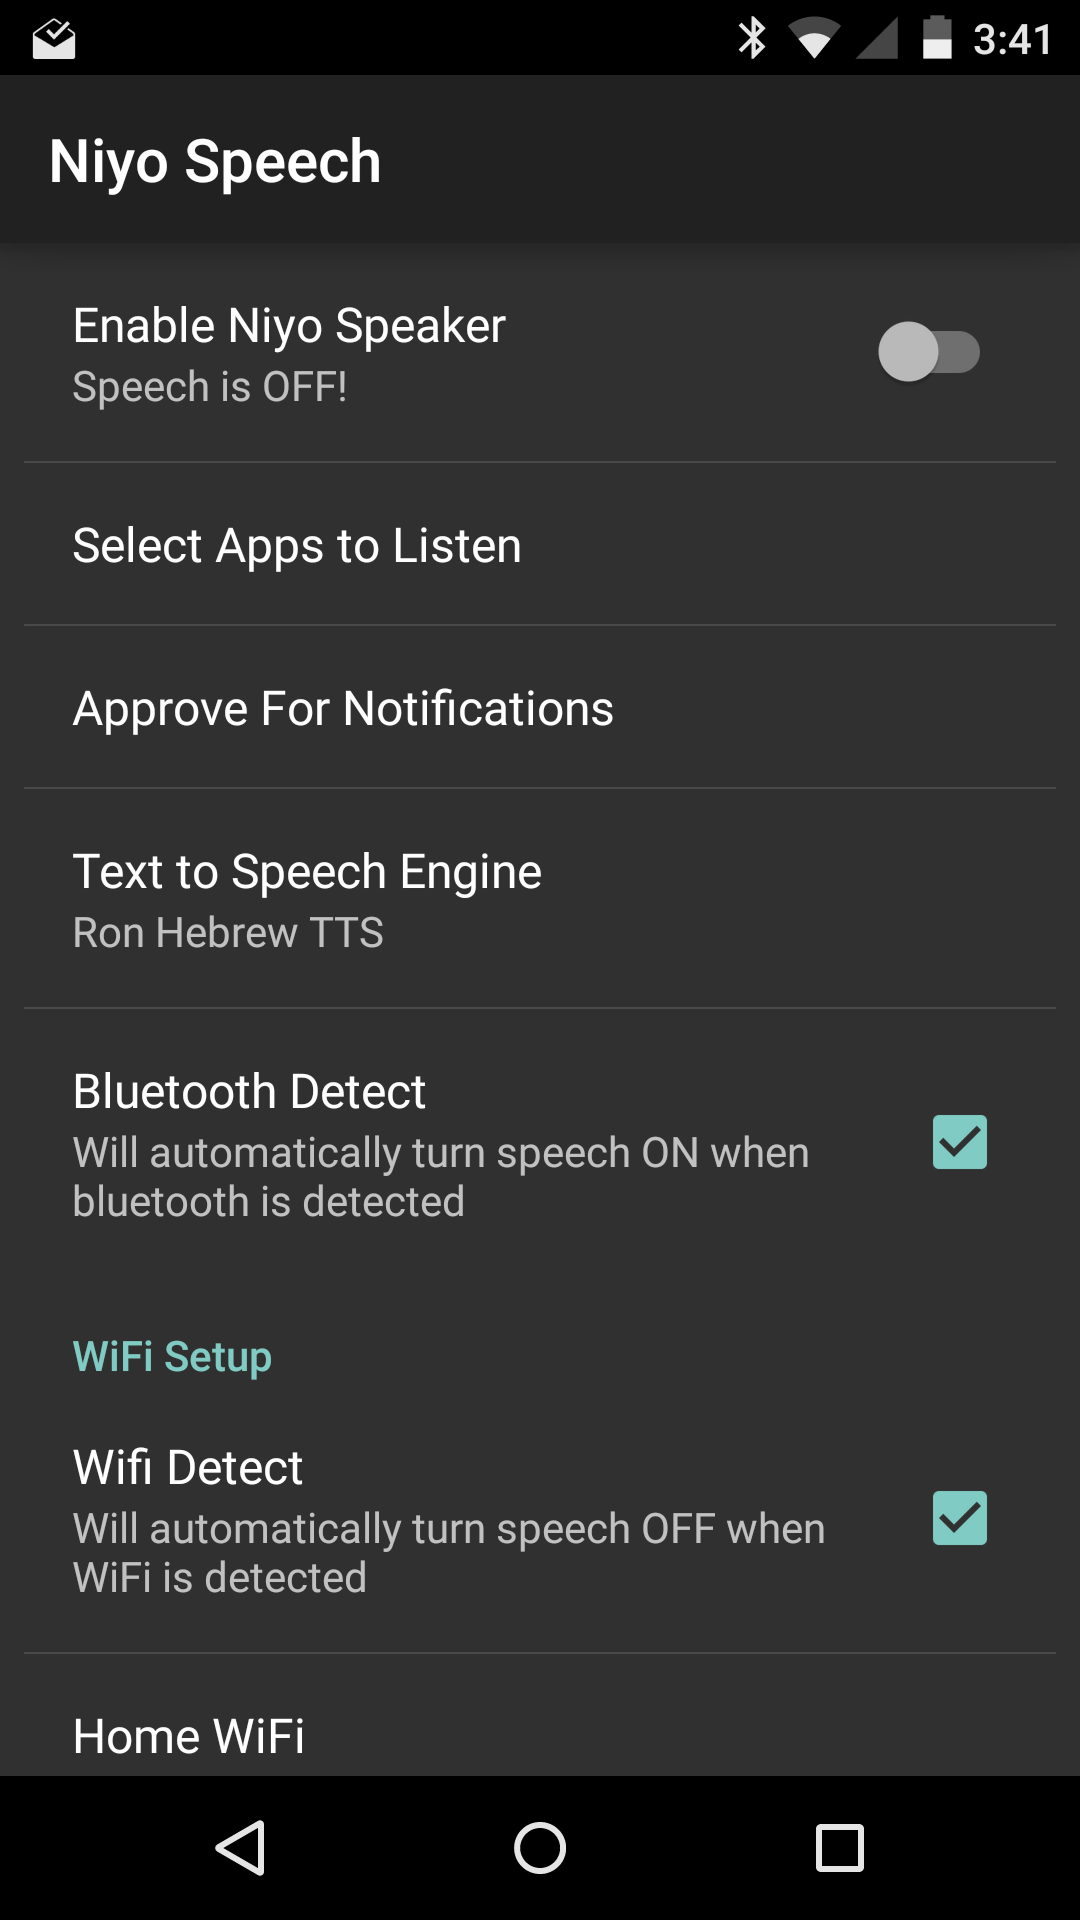 3:41
Niyo Speech
Enable Niyo Speaker
Speech is OFF!
Select Apps to Listen
Approve For Notifications
Text to Speech Engine
Ron Hebrew TTS
Bluetooth Detect
Will automatically turn speech ON when
bluetooth is detected
WiFi Setup
Wifi Detect
Will automatically turn speech OFF when
WiFi is detected
Home WiFi